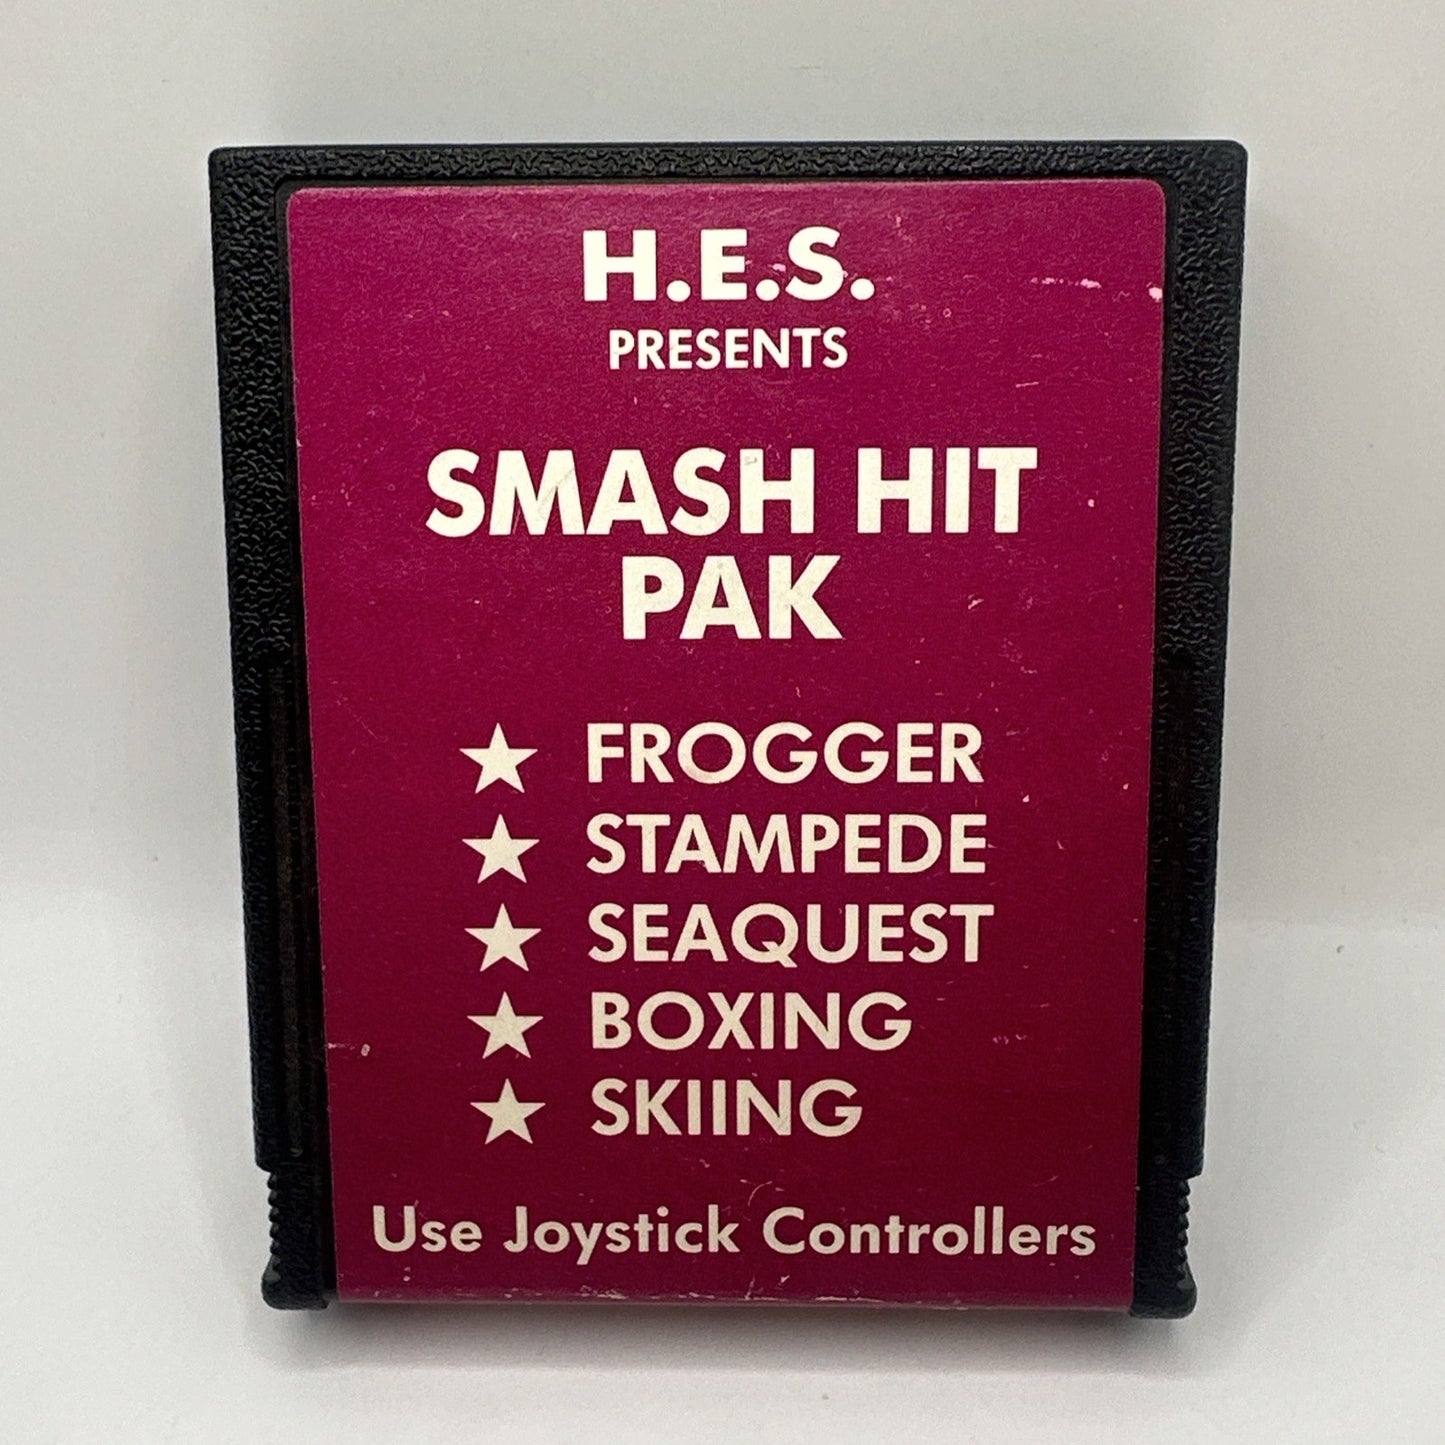 H.E.S.
PRESENTS
SMASH HIT
PAK
★ FROGGER
★ STAMPEDE
★ SEAQUEST
★ BOXING
★ SKIING
Use Joystick Controllers